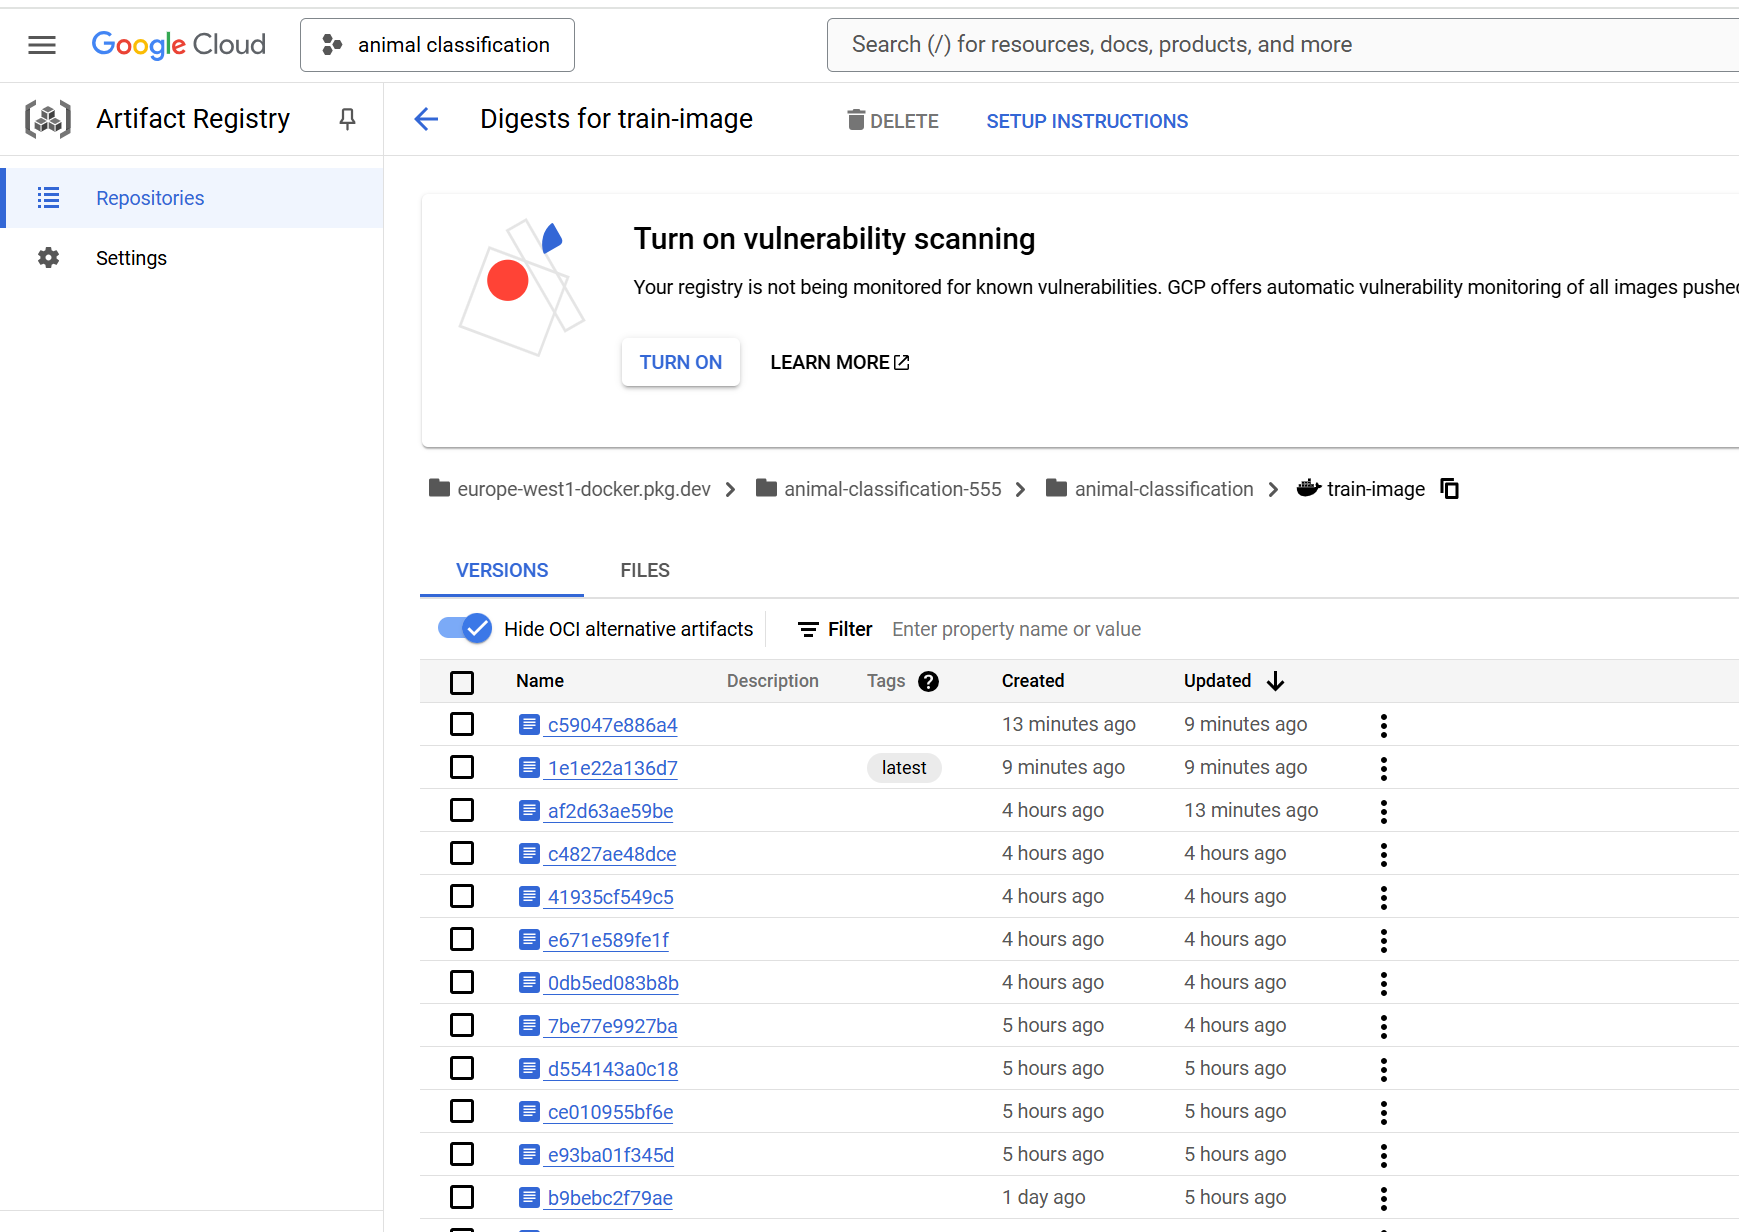 Google Cloud
animal classification
Search (/) for resources, docs, products, and more
Artifact Registry
Digests for train-image
DELETE
SETUP INSTRUCTIONS
Repositories
Settings
Turn on vulnerability scanning
Your registry is not being monitored for known vulnerabilities. GCP offers automatic vulnerability monitoring of all images pushed
TURN ON
LEARN MORE
europe-west1-docker.pkg.dev
animal-classification-555
animal-classification
train-image
VERSIONS
FILES
Hide OCI alternative artifacts
Filter
Enter property name or value
Name Description Tags Created Updated
c59047e886a4 13 minutes ago 9 minutes ago
1e1e22a136d7 latest 9 minutes ago 9 minutes ago
af2d63ae59be 4 hours ago 13 minutes ago
c4827ae48dce 4 hours ago 4 hours ago
41935cf549c5 4 hours ago 4 hours ago
e671e589fe1f 4 hours ago 4 hours ago
0db5ed083b8b 4 hours ago 4 hours ago
7be77e9927ba 5 hours ago 4 hours ago
d554143a0c18 5 hours ago 5 hours ago
ce010955bf6e 5 hours ago 5 hours ago
e93ba01f345d 5 hours ago 5 hours ago
b9bebc2f79ae 1 day ago 5 hours ago